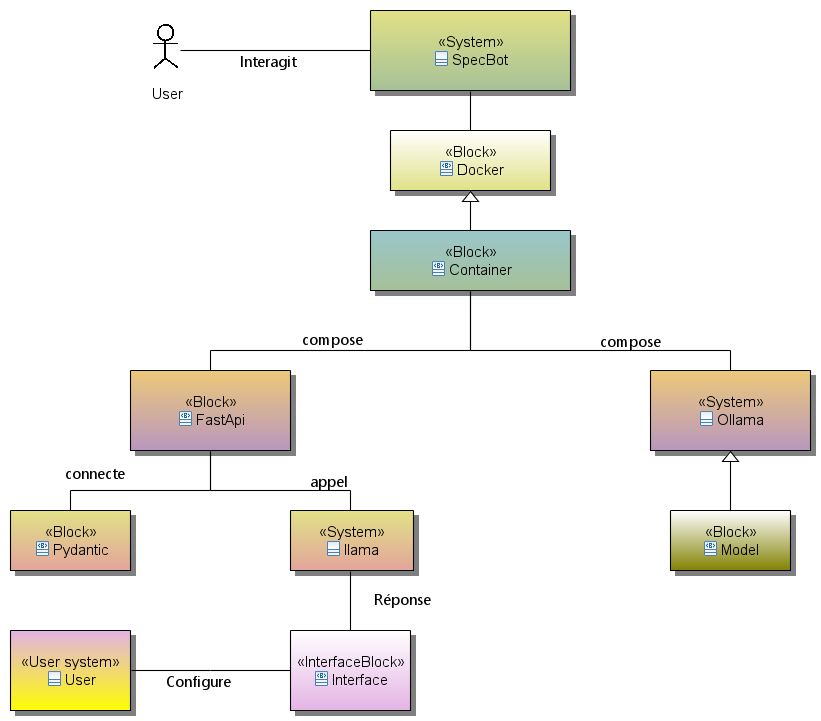 «System»
SpecBot
Interagit
User
«Block»
Docker
«Block»
Container
compose
compose
«Block»
FastApi
«System»
Ollama
connecte
appel
«Block»
Pydantic
«System»
llama
«Block»
Model
Réponse
«User system»
User
Configure
«InterfaceBlock»
Interface